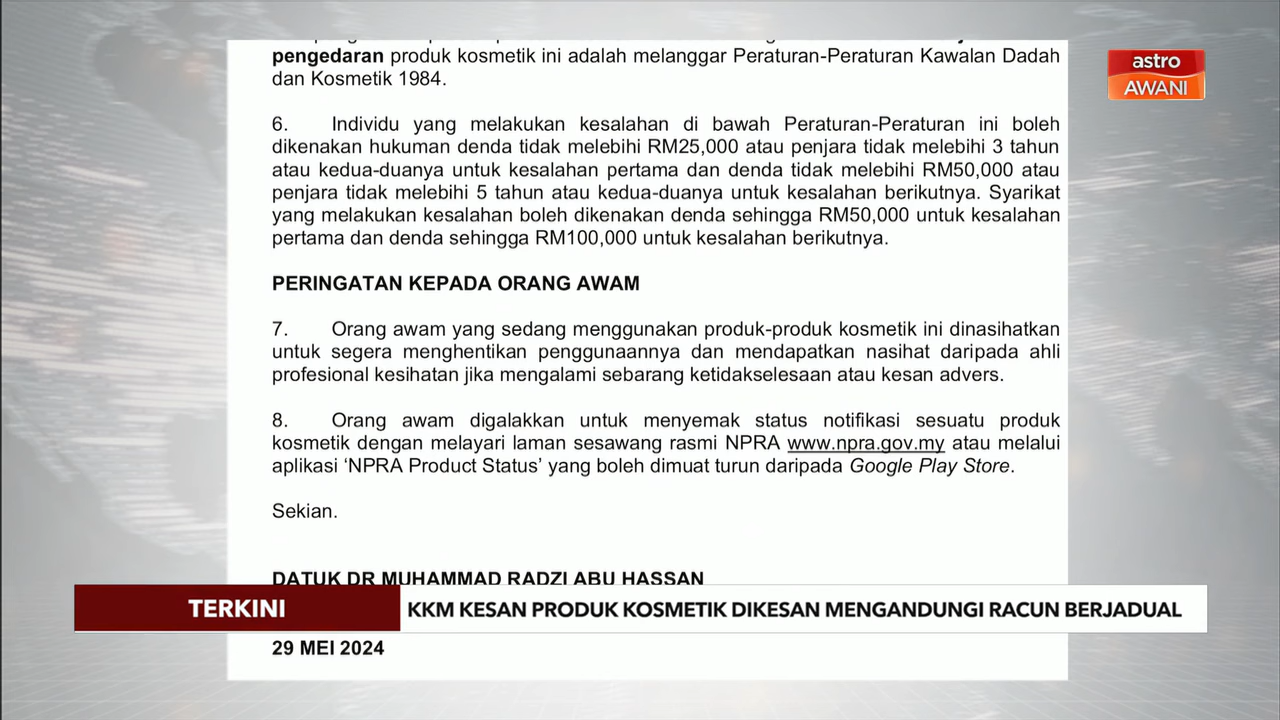 pengedaran produk kosmetik ini adalah melanggar Peraturan-Peraturan Kawalan Dadah
dan Kosmetik 1984.
astro
AWANI
6. Individu yang melakukan kesalahan di bawah Peraturan-Peraturan ini boleh
dikenakan hukuman denda tidak melebihi RM25,000 atau penjara tidak melebihi 3 tahun
atau kedua-duanya untuk kesalahan pertama dan denda tidak melebihi RM50,000 atau
penjara tidak melebihi 5 tahun atau kedua-duanya untuk kesalahan berikutnya. Syarikat
yang melakukan kesalahan boleh dikenakan denda sehingga RM50,000 untuk kesalahan
pertama dan denda sehingga RM100,000 untuk kesalahan berikutnya.
PERINGATAN KEPADA ORANG AWAM
7. Orang awam yang sedang menggunakan produk-produk kosmetik ini dinasihatkan
untuk segera menghentikan penggunaannya dan mendapatkan nasihat daripada ahli
profesional kesihatan jika mengalami sebarang ketidakselesaan atau kesan advers.
8. Orang awam digalakkan untuk menyemak status notifikasi sesuatu produk
kosmetik dengan melayari laman sesawang rasmi NPRA www.npra.gov.my atau melalui
aplikasi ‘NPRA Product Status’ yang boleh dimuat turun daripada Google Play Store.
Sekian.
DATUK DR MUHAMMAD RADZI ABU HASSAN
TERKINI
KKM KESAN PRODUK KOSMETIK DIKESAN MENGANDUNGI RACUN BERJADUAL
29 MEI 2024